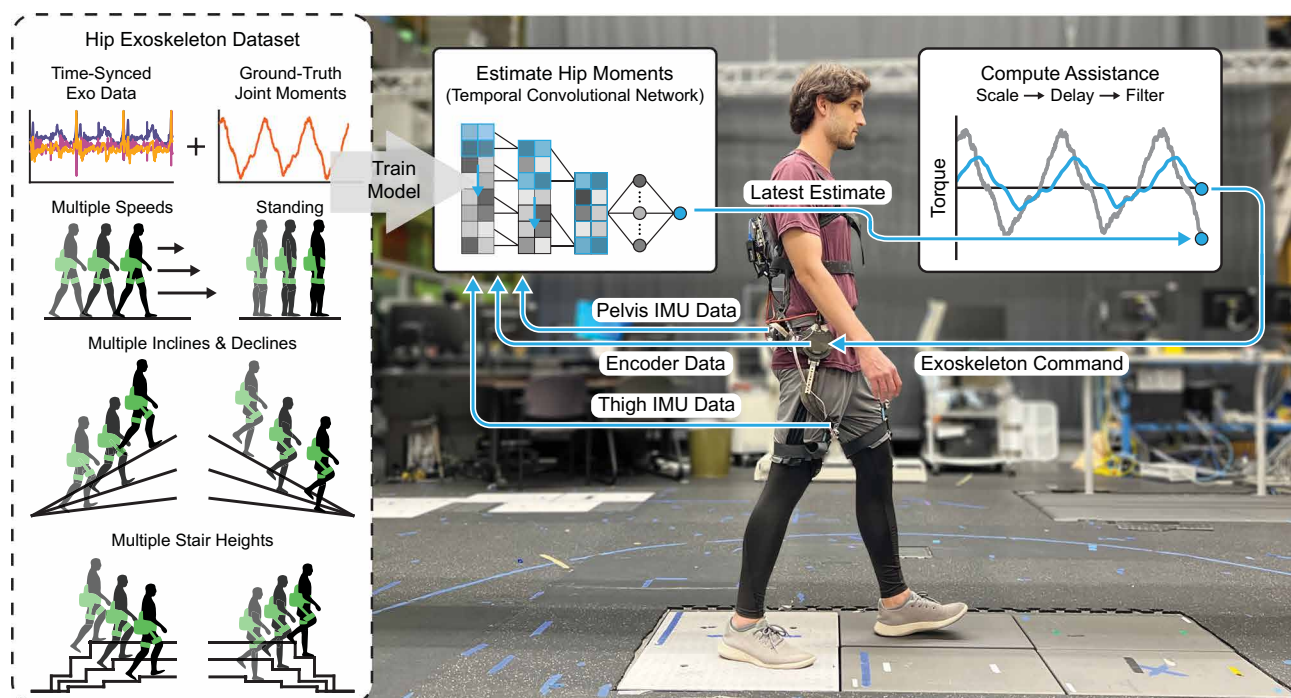 Hip Exoskeleton Dataset
Time-Synced
Exo Data
+
Ground-Truth
Joint Moments
Multiple Speeds
Standing
Multiple Inclines & Declines
Multiple Stair Heights
Train
Model
Estimate Hip Moments
(Temporal Convolutional Network)
Latest Estimate
Compute Assistance
Scale → Delay → Filter
Torque
Pelvis IMU Data
Encoder Data
Exoskeleton Command
Thigh IMU Data